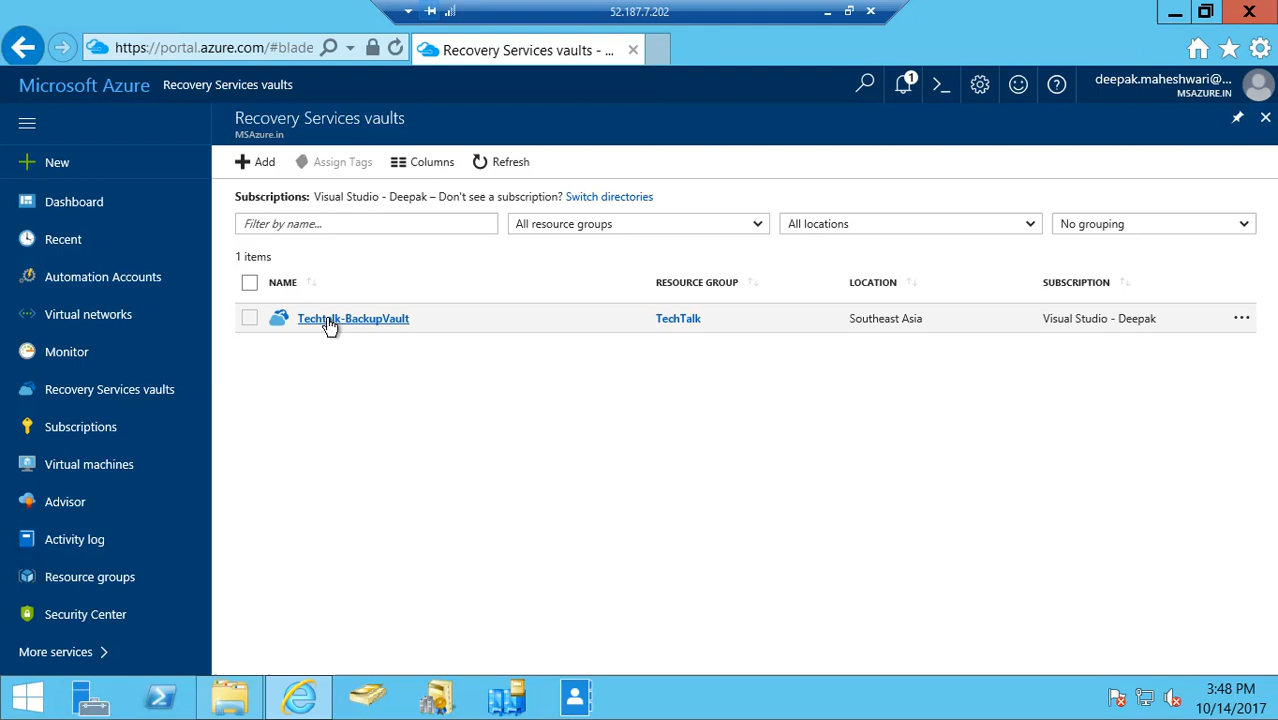 52.187.7.202
https://portal.azure.com/#blade
Recovery Services vaults - ...
Microsoft Azure Recovery Services vaults
1
deepak.maheshwari@...
MSAZURE.IN
Recovery Services vaults
MSAzure.in
New
Dashboard
Recent
Automation Accounts
Virtual networks
Monitor
Recovery Services vaults
Subscriptions
Virtual machines
Advisor
Activity log
Resource groups
Security Center
More services
Add Assign Tags Columns Refresh
Subscriptions: Visual Studio - Deepak – Don't see a subscription? Switch directories
Filter by name... All resource groups All locations No grouping
1 items
NAME RESOURCE GROUP LOCATION SUBSCRIPTION
Techtalk-BackupVault TechTalk Southeast Asia Visual Studio - Deepak ...
3:48 PM
10/14/2017